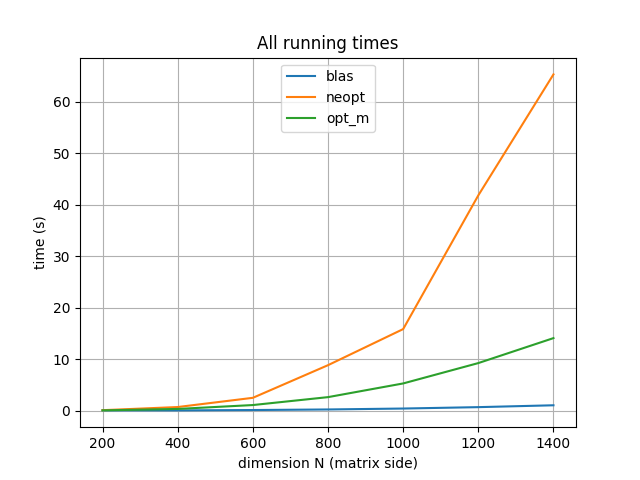 All running times
blas
neopt
opt_m
time (s)
60
50
40
30
20
10
0
200 400 600 800 1000 1200 1400
dimension N (matrix side)